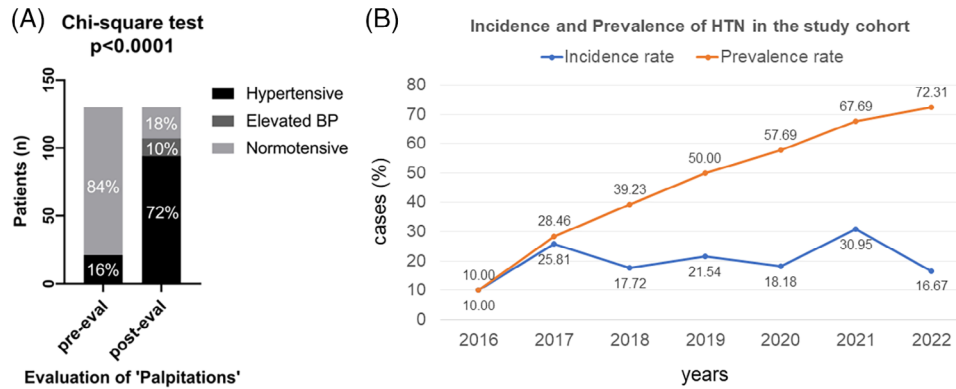 (A)
Chi-square test
p<0.0001
150
100
50
0
Patients (n)
84%
16%
18%
10%
72%
pre-eval
post-eval
Evaluation of 'Palpitations'
Hypertensive
Elevated BP
Normotensive
(B)
Incidence and Prevalence of HTN in the study cohort
Incidence rate
Prevalence rate
cases (%)
80
70
60
50
40
30
20
10
0
10.00
28.46
39.23
50.00
57.69
67.69
72.31
10.00
25.81
17.72
21.54
18.18
30.95
16.67
2016 2017 2018 2019 2020 2021 2022
years